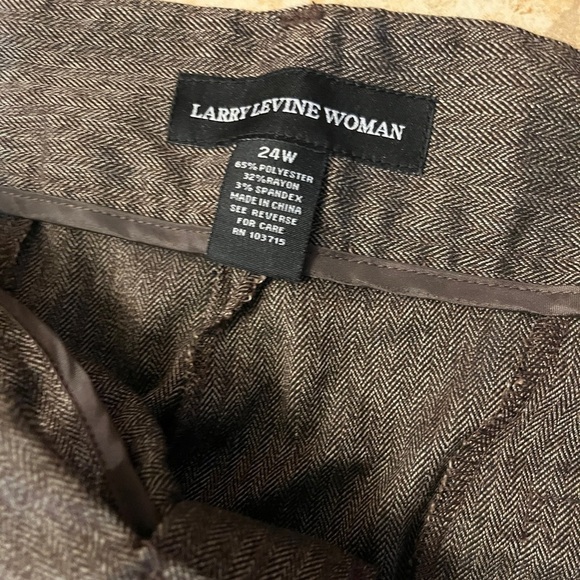 LARRY LEVINE WOMAN
24W
65% POLYESTER
32% RAYON
3% SPANDEX
MADE IN CHINA
SEE REVERSE
FOR CARE
RN 103715